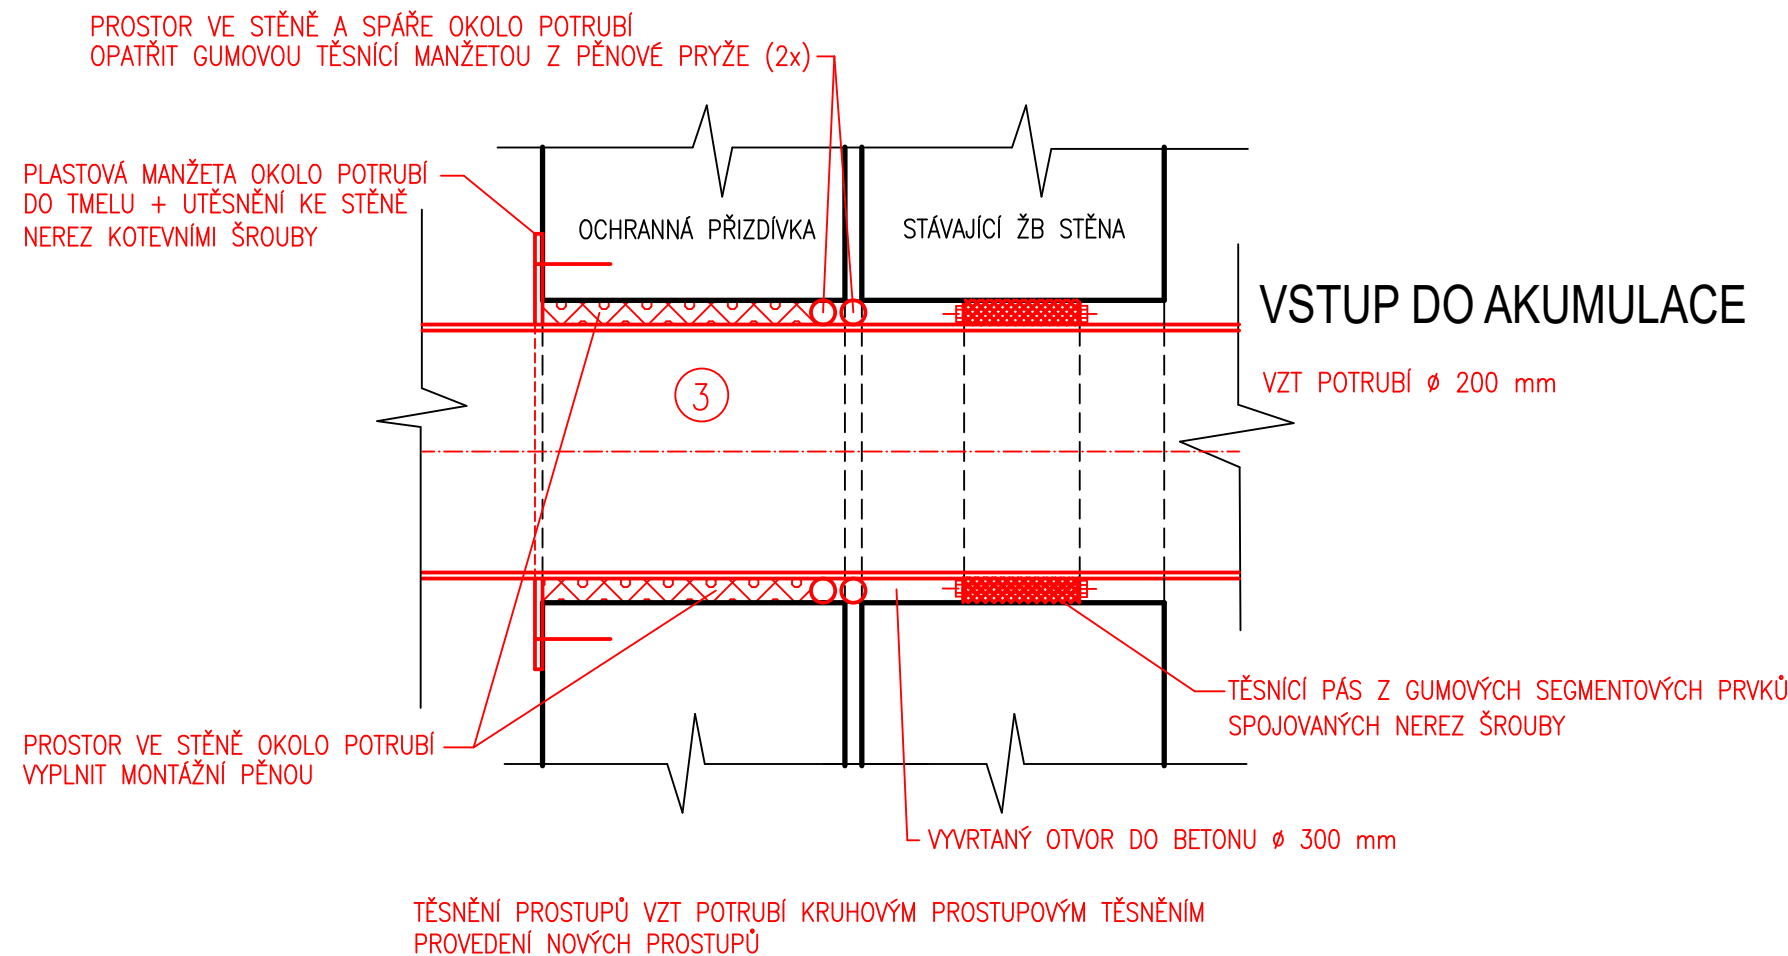 PROSTOR VE STĚNĚ A SPÁŘE OKOLO POTRUBÍ
OPATŘIT GUMOVOU TĚSNÍCÍ MANŽETOU Z PĚNOVÉ PRYŽE (2x)
PLASTOVÁ MANŽETA OKOLO POTRUBÍ
DO TMELU + UTĚSNĚNÍ KE STĚNĚ
NEREZ KOTEVNÍMI ŠROUBY
OCHRANNÁ PŘIZDÍVKA
STÁVAJÍCÍ ŽB STĚNA
VSTUP DO AKUMULACE
VZT POTRUBÍ ø 200 mm
3
TĚSNÍCÍ PÁS Z GUMOVÝCH SEGMENTOVÝCH PRVKŮ
SPOJOVANÝCH NEREZ ŠROUBY
PROSTOR VE STĚNĚ OKOLO POTRUBÍ
VYPLNIT MONTÁŽNÍ PĚNOU
VYVRTANÝ OTVOR DO BETONU ø 300 mm
TĚSNĚNÍ PROSTUPŮ VZT POTRUBÍ KRUHOVÝM PROSTUPOVÝM TĚSNĚNÍM
PROVEDENÍ NOVÝCH PROSTUPŮ